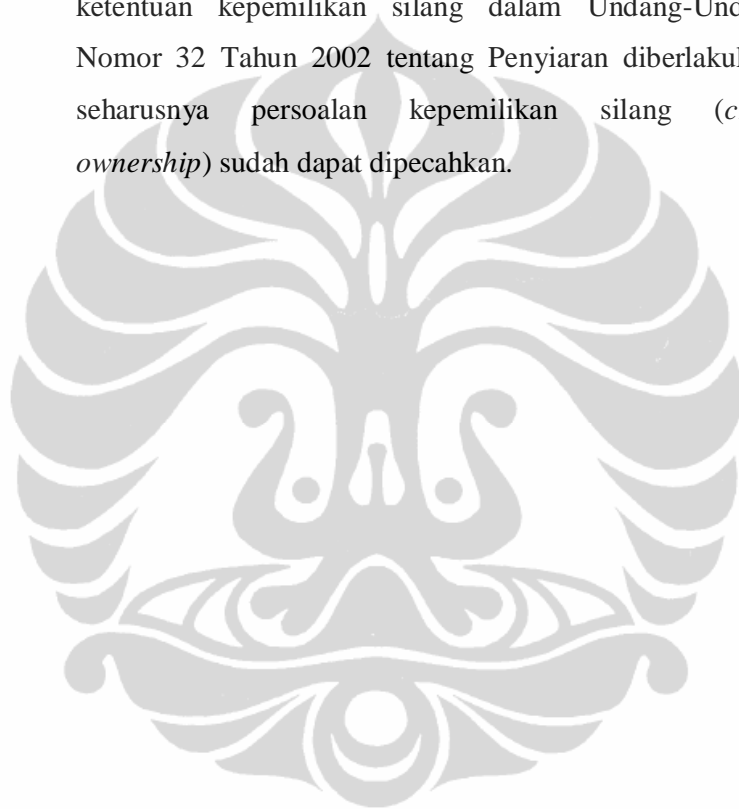 ketentuan kepemilikan silang dalam Undang-Und
Nomor 32 Tahun 2002 tentang Penyiaran diberlakul
seharusnya persoalan kepemilikan silang (c
ownership) sudah dapat dipecahkan.